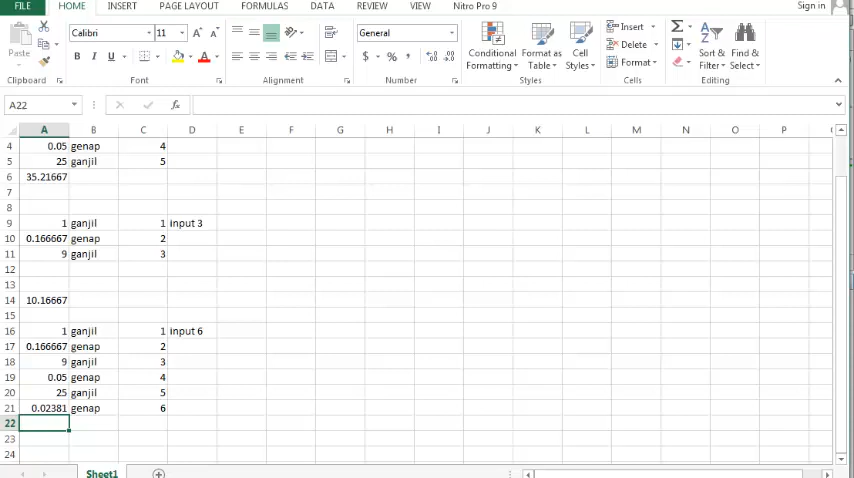 FILE HOME INSERT PAGE LAYOUT FORMULAS DATA REVIEW VIEW Nitro Pro 9 Sign in
Paste
Calibri 11
B I U
A A
General
$ % ,
Conditional Formatting
Format as Table
Cell Styles
Insert
Delete
Format
Sort & Filter
Find & Select
Clipboard Font Alignment Number Styles Cells Editing
A22 fx
A B C D E F G H I J K L M N O P
4 0.05 genap 4
5 25 ganjil 5
6 35.21667
7
8
9 1 ganjil 1 input 3
10 0.166667 genap 2
11 9 ganjil 3
12
13
14 10.16667
15
16 1 ganjil 1 input 6
17 0.166667 genap 2
18 9 ganjil 3
19 0.05 genap 4
20 25 ganjil 5
21 0.02381 genap 6
22
23
24
Sheet1